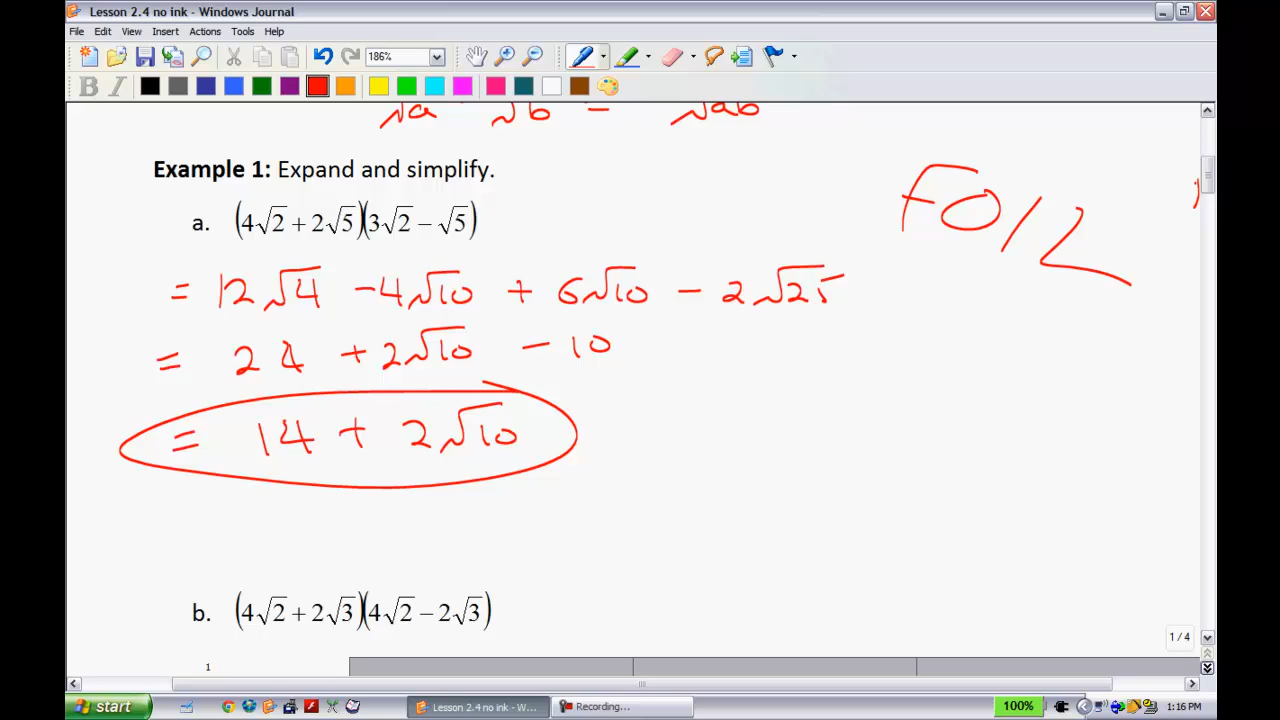 Lesson 2.4 no ink - Windows Journal
File Edit View Insert Actions Tools Help
186%
B I
√a √b = √ab
Example 1: Expand and simplify.
FOIL
a. (4√2 + 2√5)(3√2 − √5)
= 12√4 -4√10 + 6√10 - 2√25
= 24 +2√10 - 10
= 14 + 2√10
b. (4√2 + 2√3)(4√2 − 2√3)
1 / 4
1
start
Lesson 2.4 no ink - W...
Recording...
100%
1:16 PM